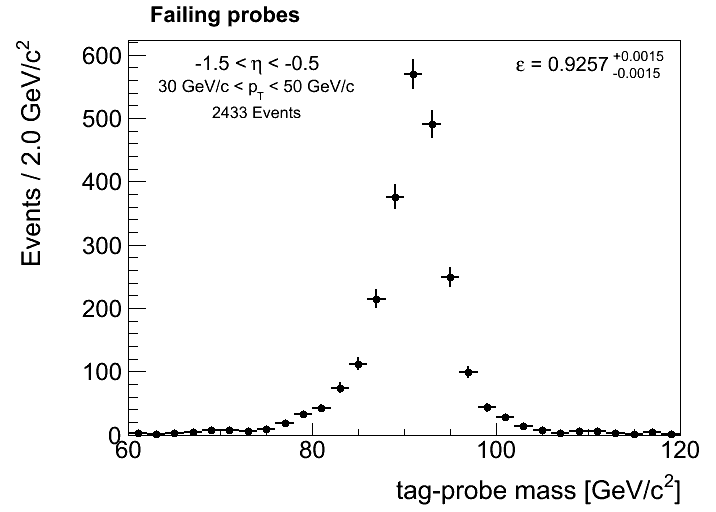 Failing probes
-1.5 < η < -0.5
30 GeV/c < p_T < 50 GeV/c
2433 Events
ε = 0.9257 +0.0015 -0.0015
Events / 2.0 GeV/c²
600
500
400
300
200
100
0
60 80 100 120
tag-probe mass [GeV/c²]